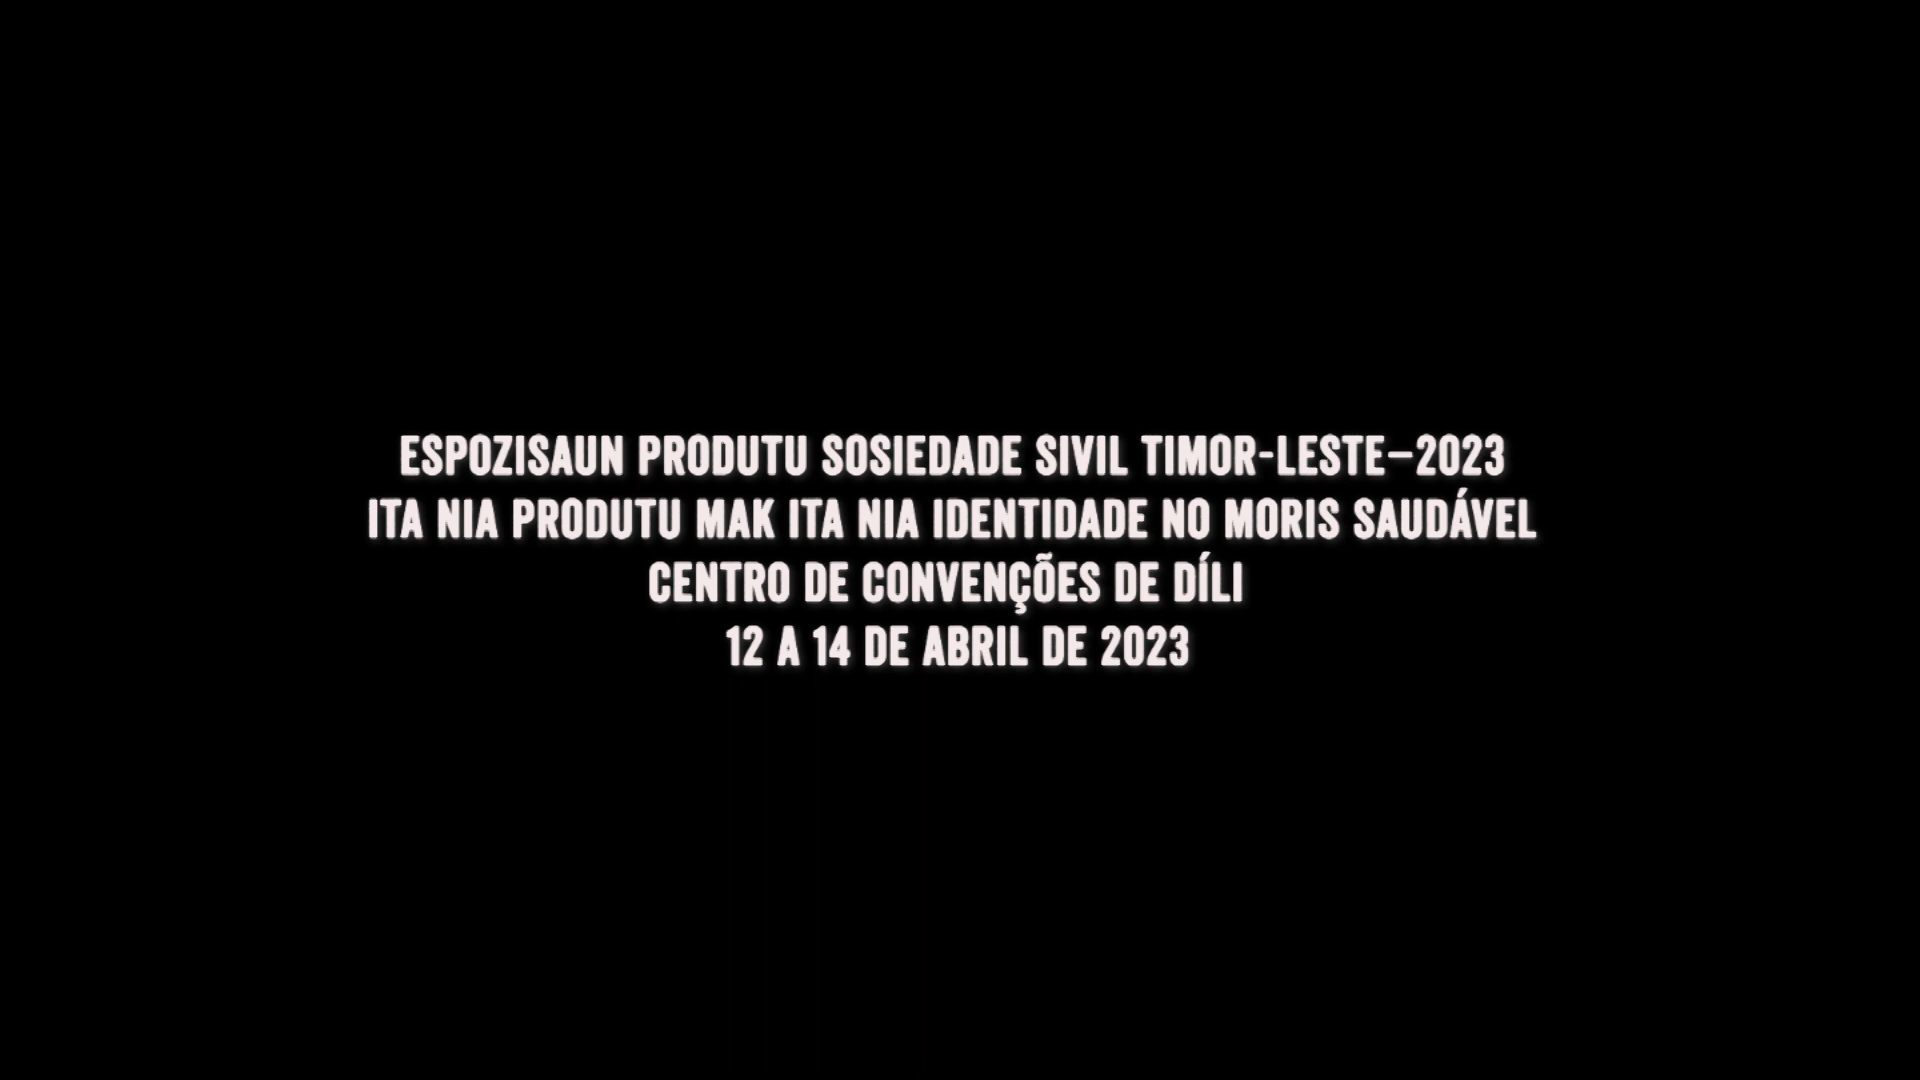 ESPOZISAUN PRODUTU SOSIEDADE SIVIL TIMOR-LESTE–2023
ITA NIA PRODUTU MAK ITA NIA IDENTIDADE NO MORIS SAUDÁVEL
CENTRO DE CONVENÇÕES DE DÍLI
12 A 14 DE ABRIL DE 2023